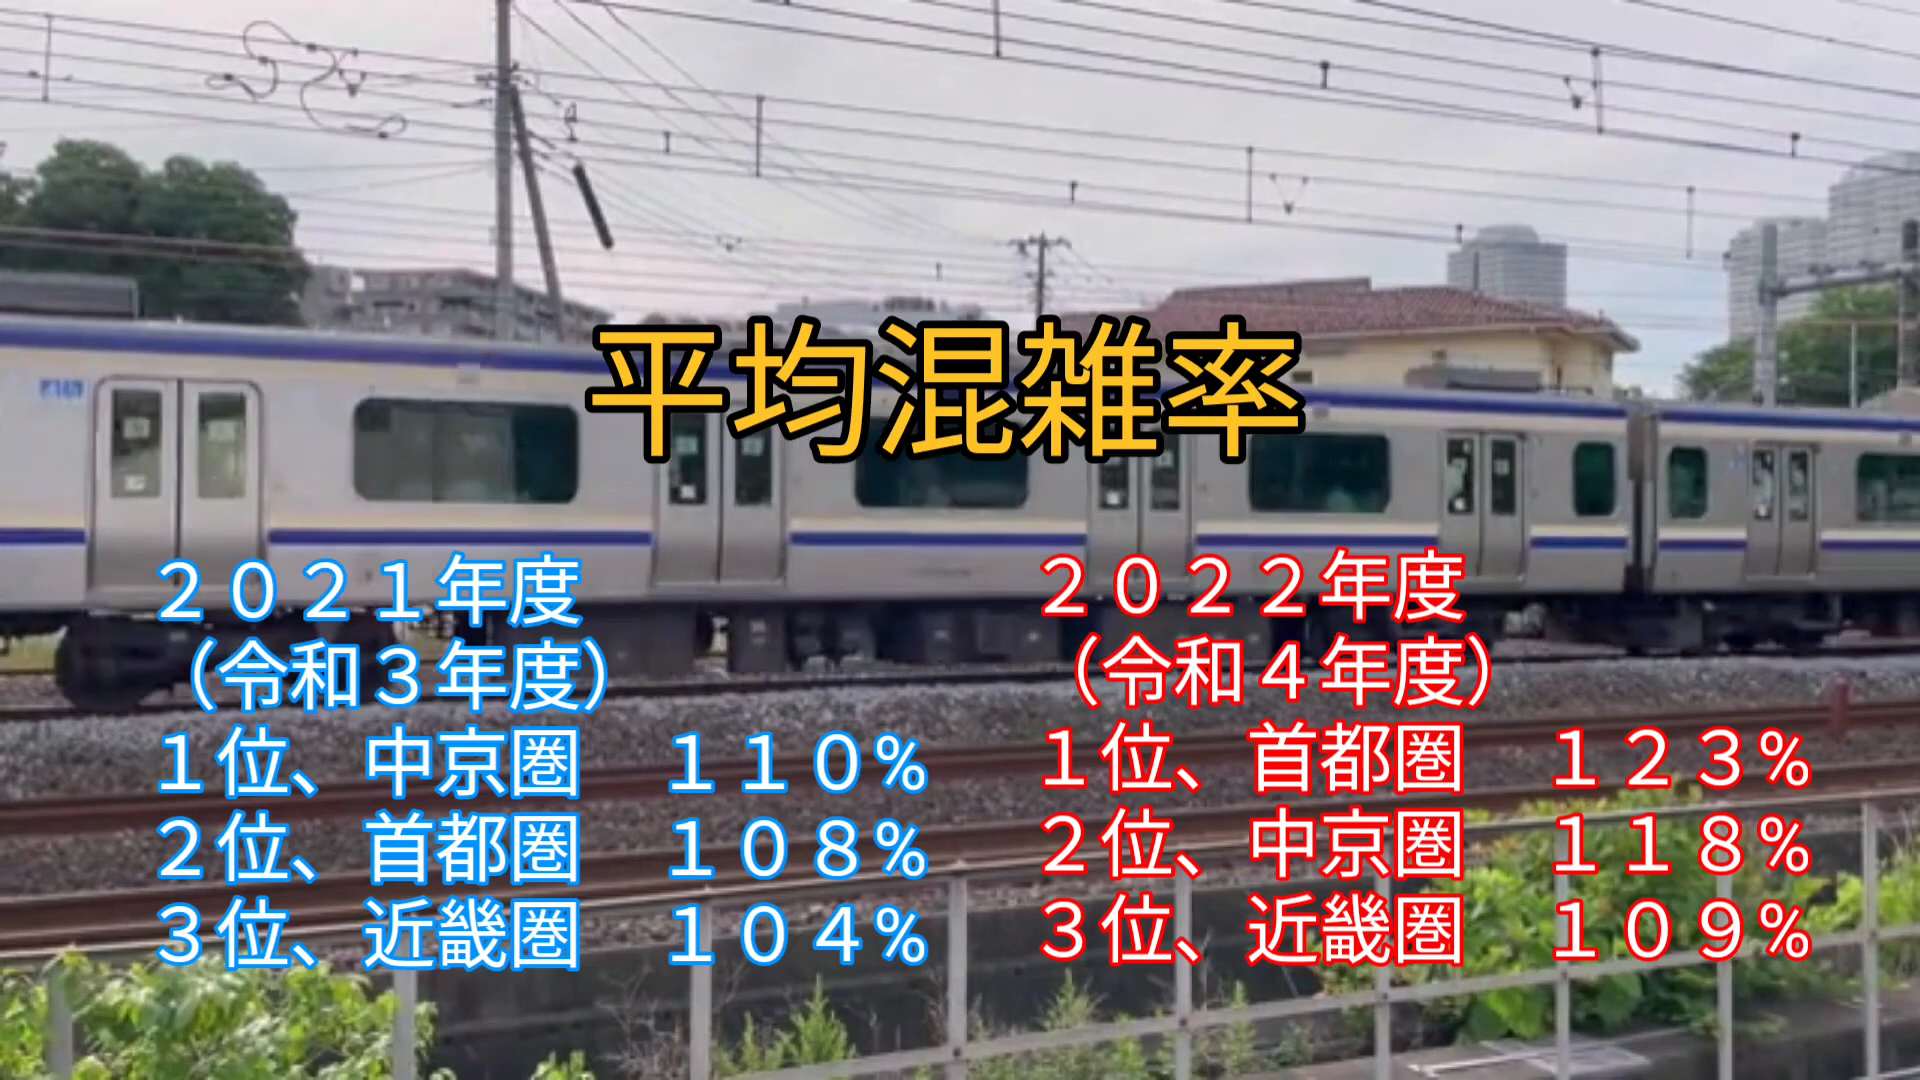 平均混雑率
２０２１年度
（令和３年度）
１位、中京圏　１１０%
２位、首都圏　１０８%
３位、近畿圏　１０４%
２０２２年度
（令和４年度）
１位、首都圏　１２３%
２位、中京圏　１１８%
３位、近畿圏　１０９%